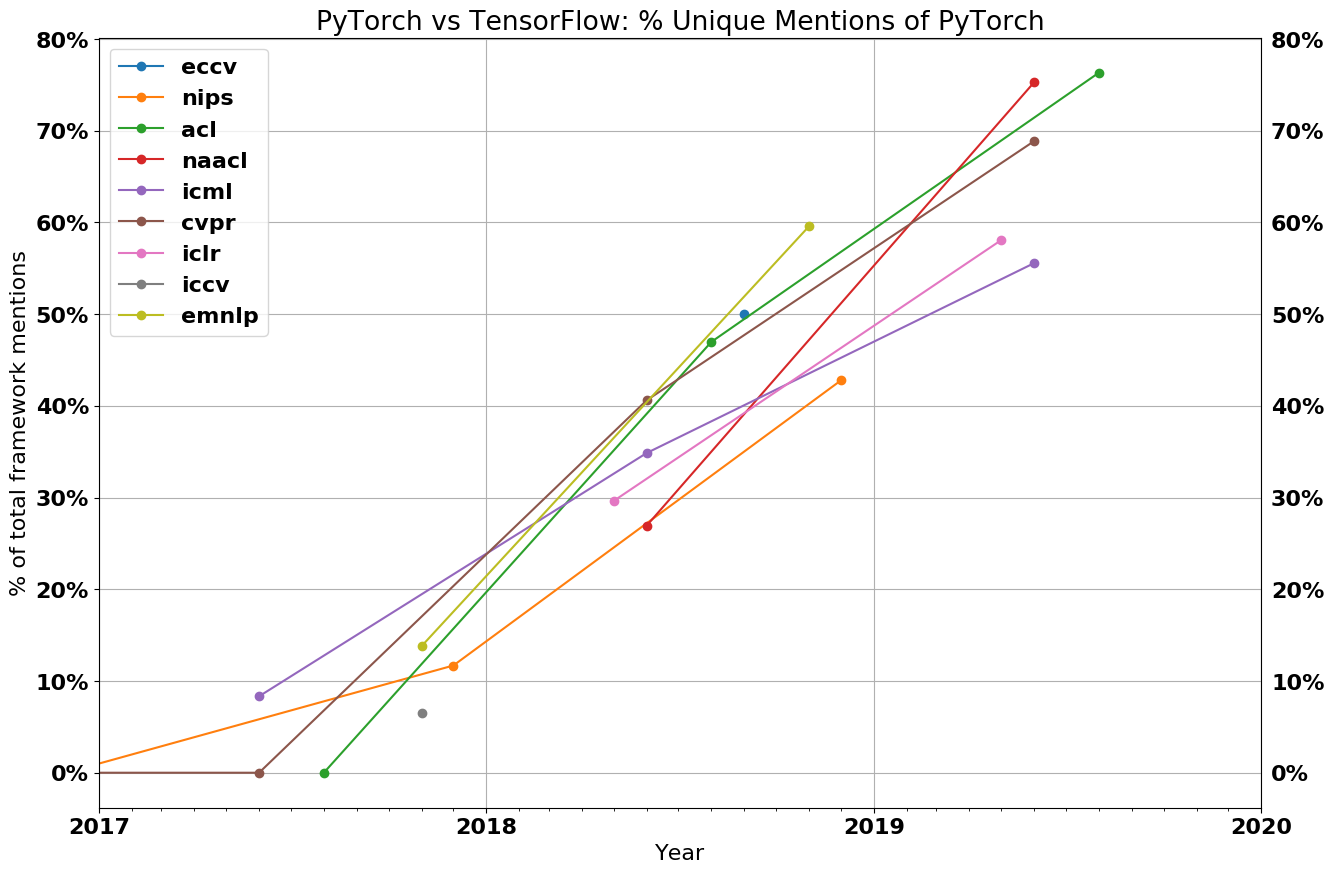 PyTorch vs TensorFlow: % Unique Mentions of PyTorch
80%
70%
60%
50%
40%
30%
20%
10%
0%
% of total framework mentions
eccv
nips
acl
naacl
icml
cvpr
iclr
iccv
emnlp
80%
70%
60%
50%
40%
30%
20%
10%
0%
2017 2018 2019 2020
Year